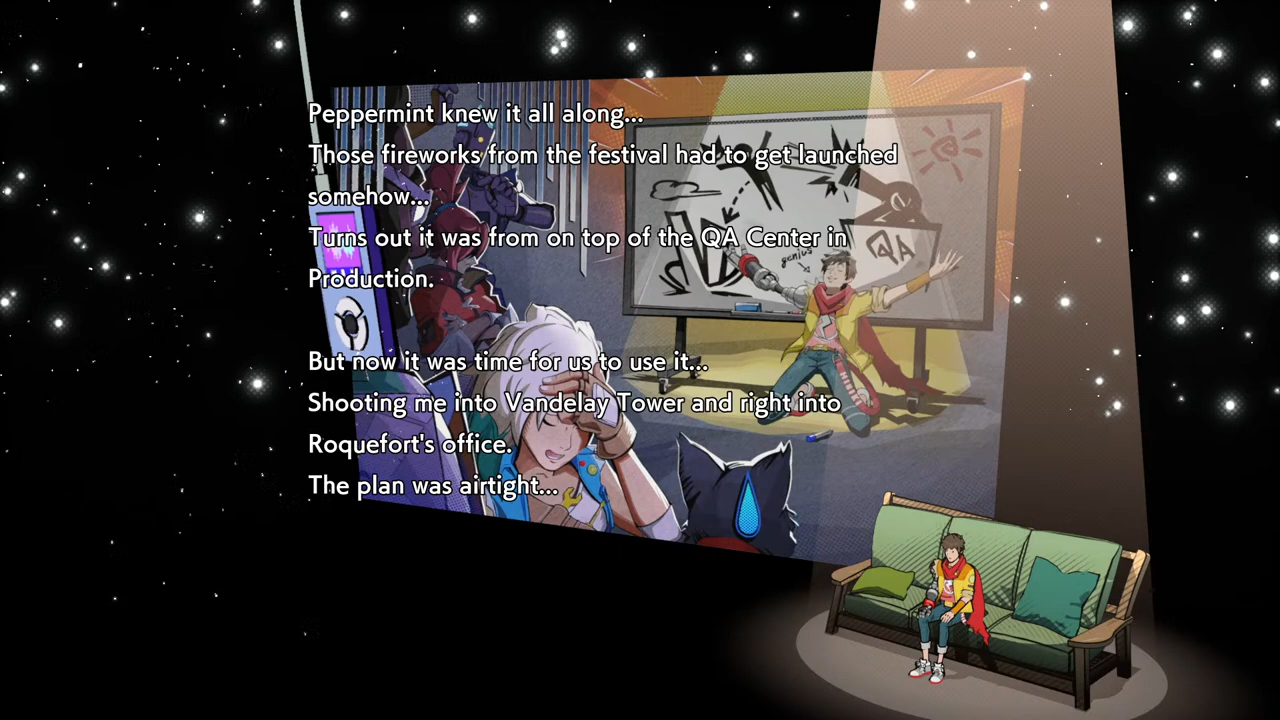 Peppermint knew it all along...
Those fireworks from the festival had to get launched
somehow...
Turns out it was from on top of the QA Center in
Production.
But now it was time for us to use it...
Shooting me into Vandelay Tower and right into
Roquefort's office.
The plan was airtight...
genius
QA